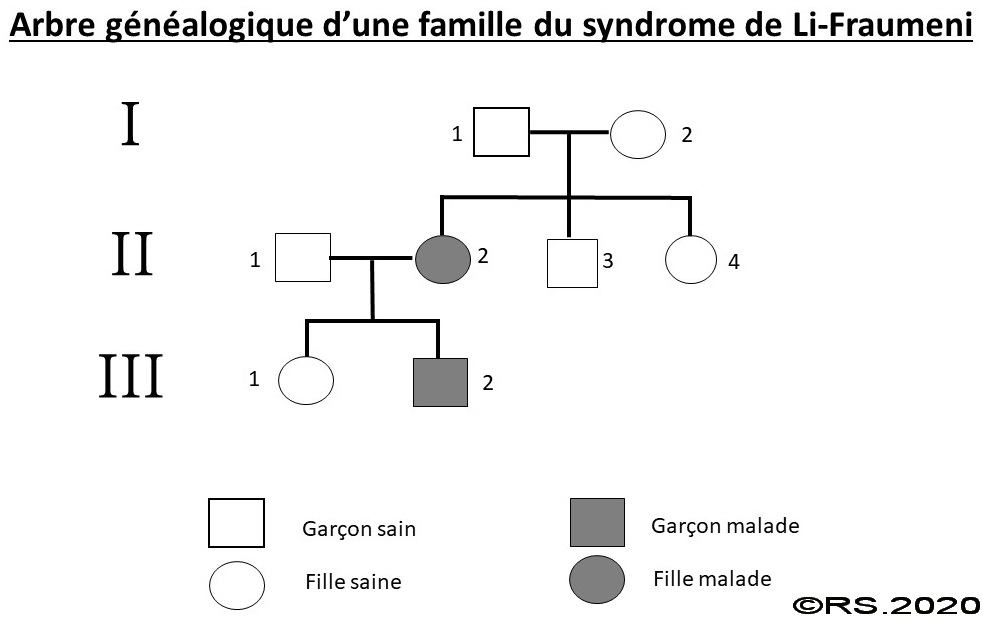 Arbre généalogique d’une famille du syndrome de Li-Fraumeni
I
1
2
II
1
2
3
4
III
1
2
Garçon sain
Garçon malade
Fille saine
Fille malade
©RS.2020